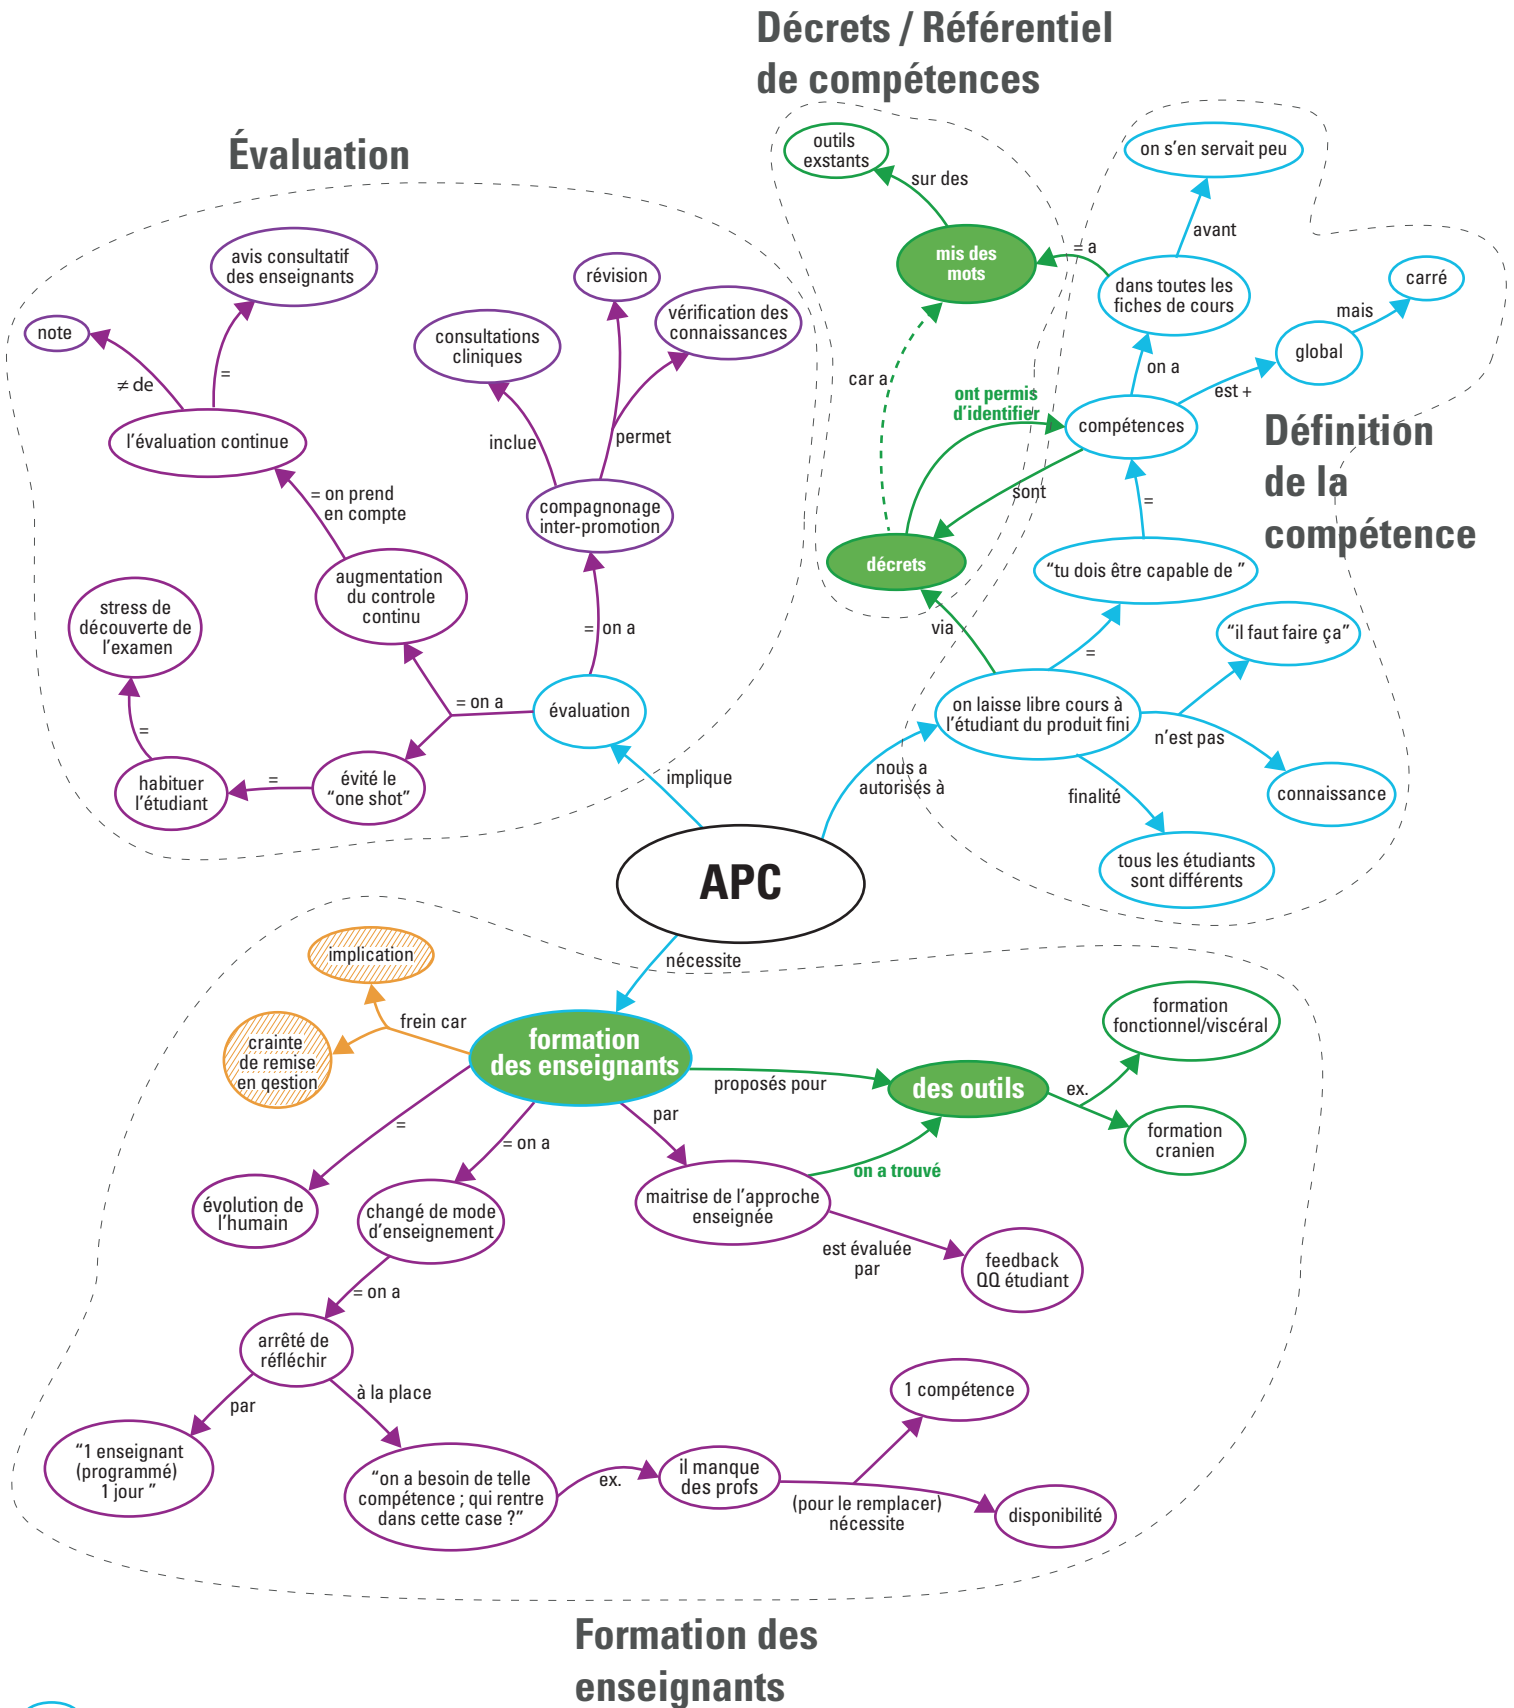 Décrets / Référentiel
de compétences
Évaluation
outils
exstants
sur des
mis des
mots
= a
car a
ont permis
d'identifier
sont
décrets
via
on s'en servait peu
avant
dans toutes les
fiches de cours
on a
carré
mais
global
est +
compétences
Définition
de la
compétence
=
“tu dois être capable de ”
=
“il faut faire ça”
on laisse libre cours à
l'étudiant du produit fini
n'est pas
connaissance
finalité
tous les étudiants
sont différents
nous a
autorisés à
avis consultatif
des enseignants
note
≠ de
=
l'évaluation continue
révision
vérification des
connaissances
consultations
cliniques
inclue
permet
compagnonage
inter-promotion
= on prend
en compte
augmentation
du controle
continu
= on a
stress de
découverte de
l'examen
= on a
évaluation
=
habituer
l'étudiant
=
évité le
“one shot”
implique
APC
nécessite
implication
frein car
crainte
de remise
en qestion
formation
des enseignants
proposés pour
des outils
ex.
formation
fonctionnel/viscéral
formation
cranien
par
on a trouvé
=
= on a
évolution de
l'humain
changé de mode
d'enseignement
maitrise de l'approche
enseignée
est évaluée
par
feedback
QQ étudiant
= on a
arrêté de
réfléchir
par
à la place
“1 enseignant
(programmé)
1 jour ”
“on a besoin de telle
compétence ; qui rentre
dans cette case ?”
ex.
il manque
des profs
1 compétence
(pour le remplacer)
nécessite
disponibilité
Formation des
enseignants